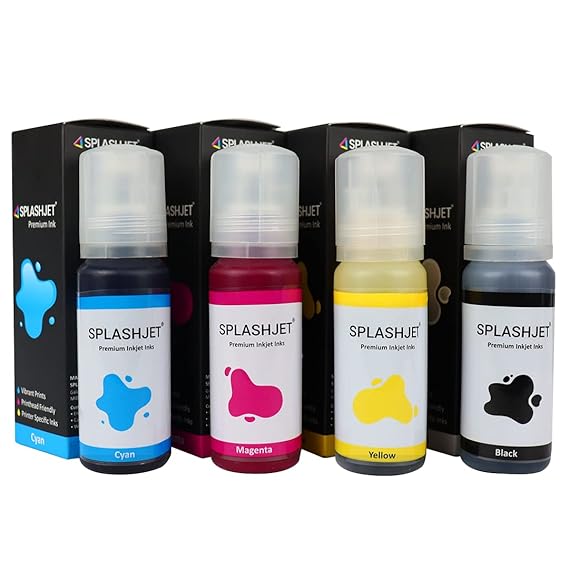 SPLASHJET®
SPLASHJET®
SPLASHJET®
SPLASHJET®
SPLASHJET®
Premium Ink
Vibrant Prints
Printhead Friendly
Printer Specific Inks
Cyan
SPLASHJET®
Premium Inkjet Inks
Cyan
SPLASHJET®
Premium Inkjet Inks
Magenta
SPLASHJET®
Premium Inkjet Inks
Yellow
SPLASHJET®
Premium Inkjet Inks
Black